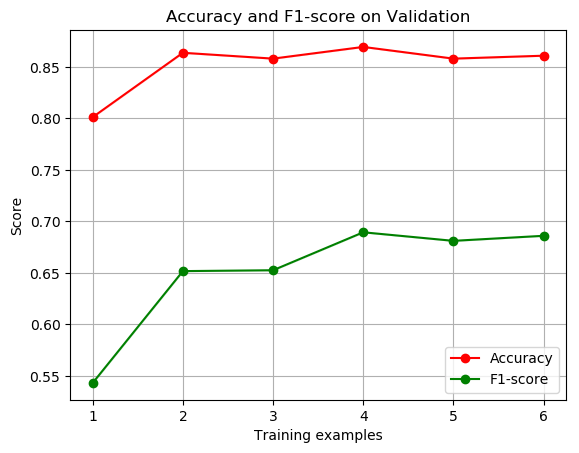 Accuracy and F1-score on Validation
0.85
0.80
0.75
0.70
0.65
0.60
0.55
Score
1 2 3 4 5 6
Training examples
Accuracy
F1-score